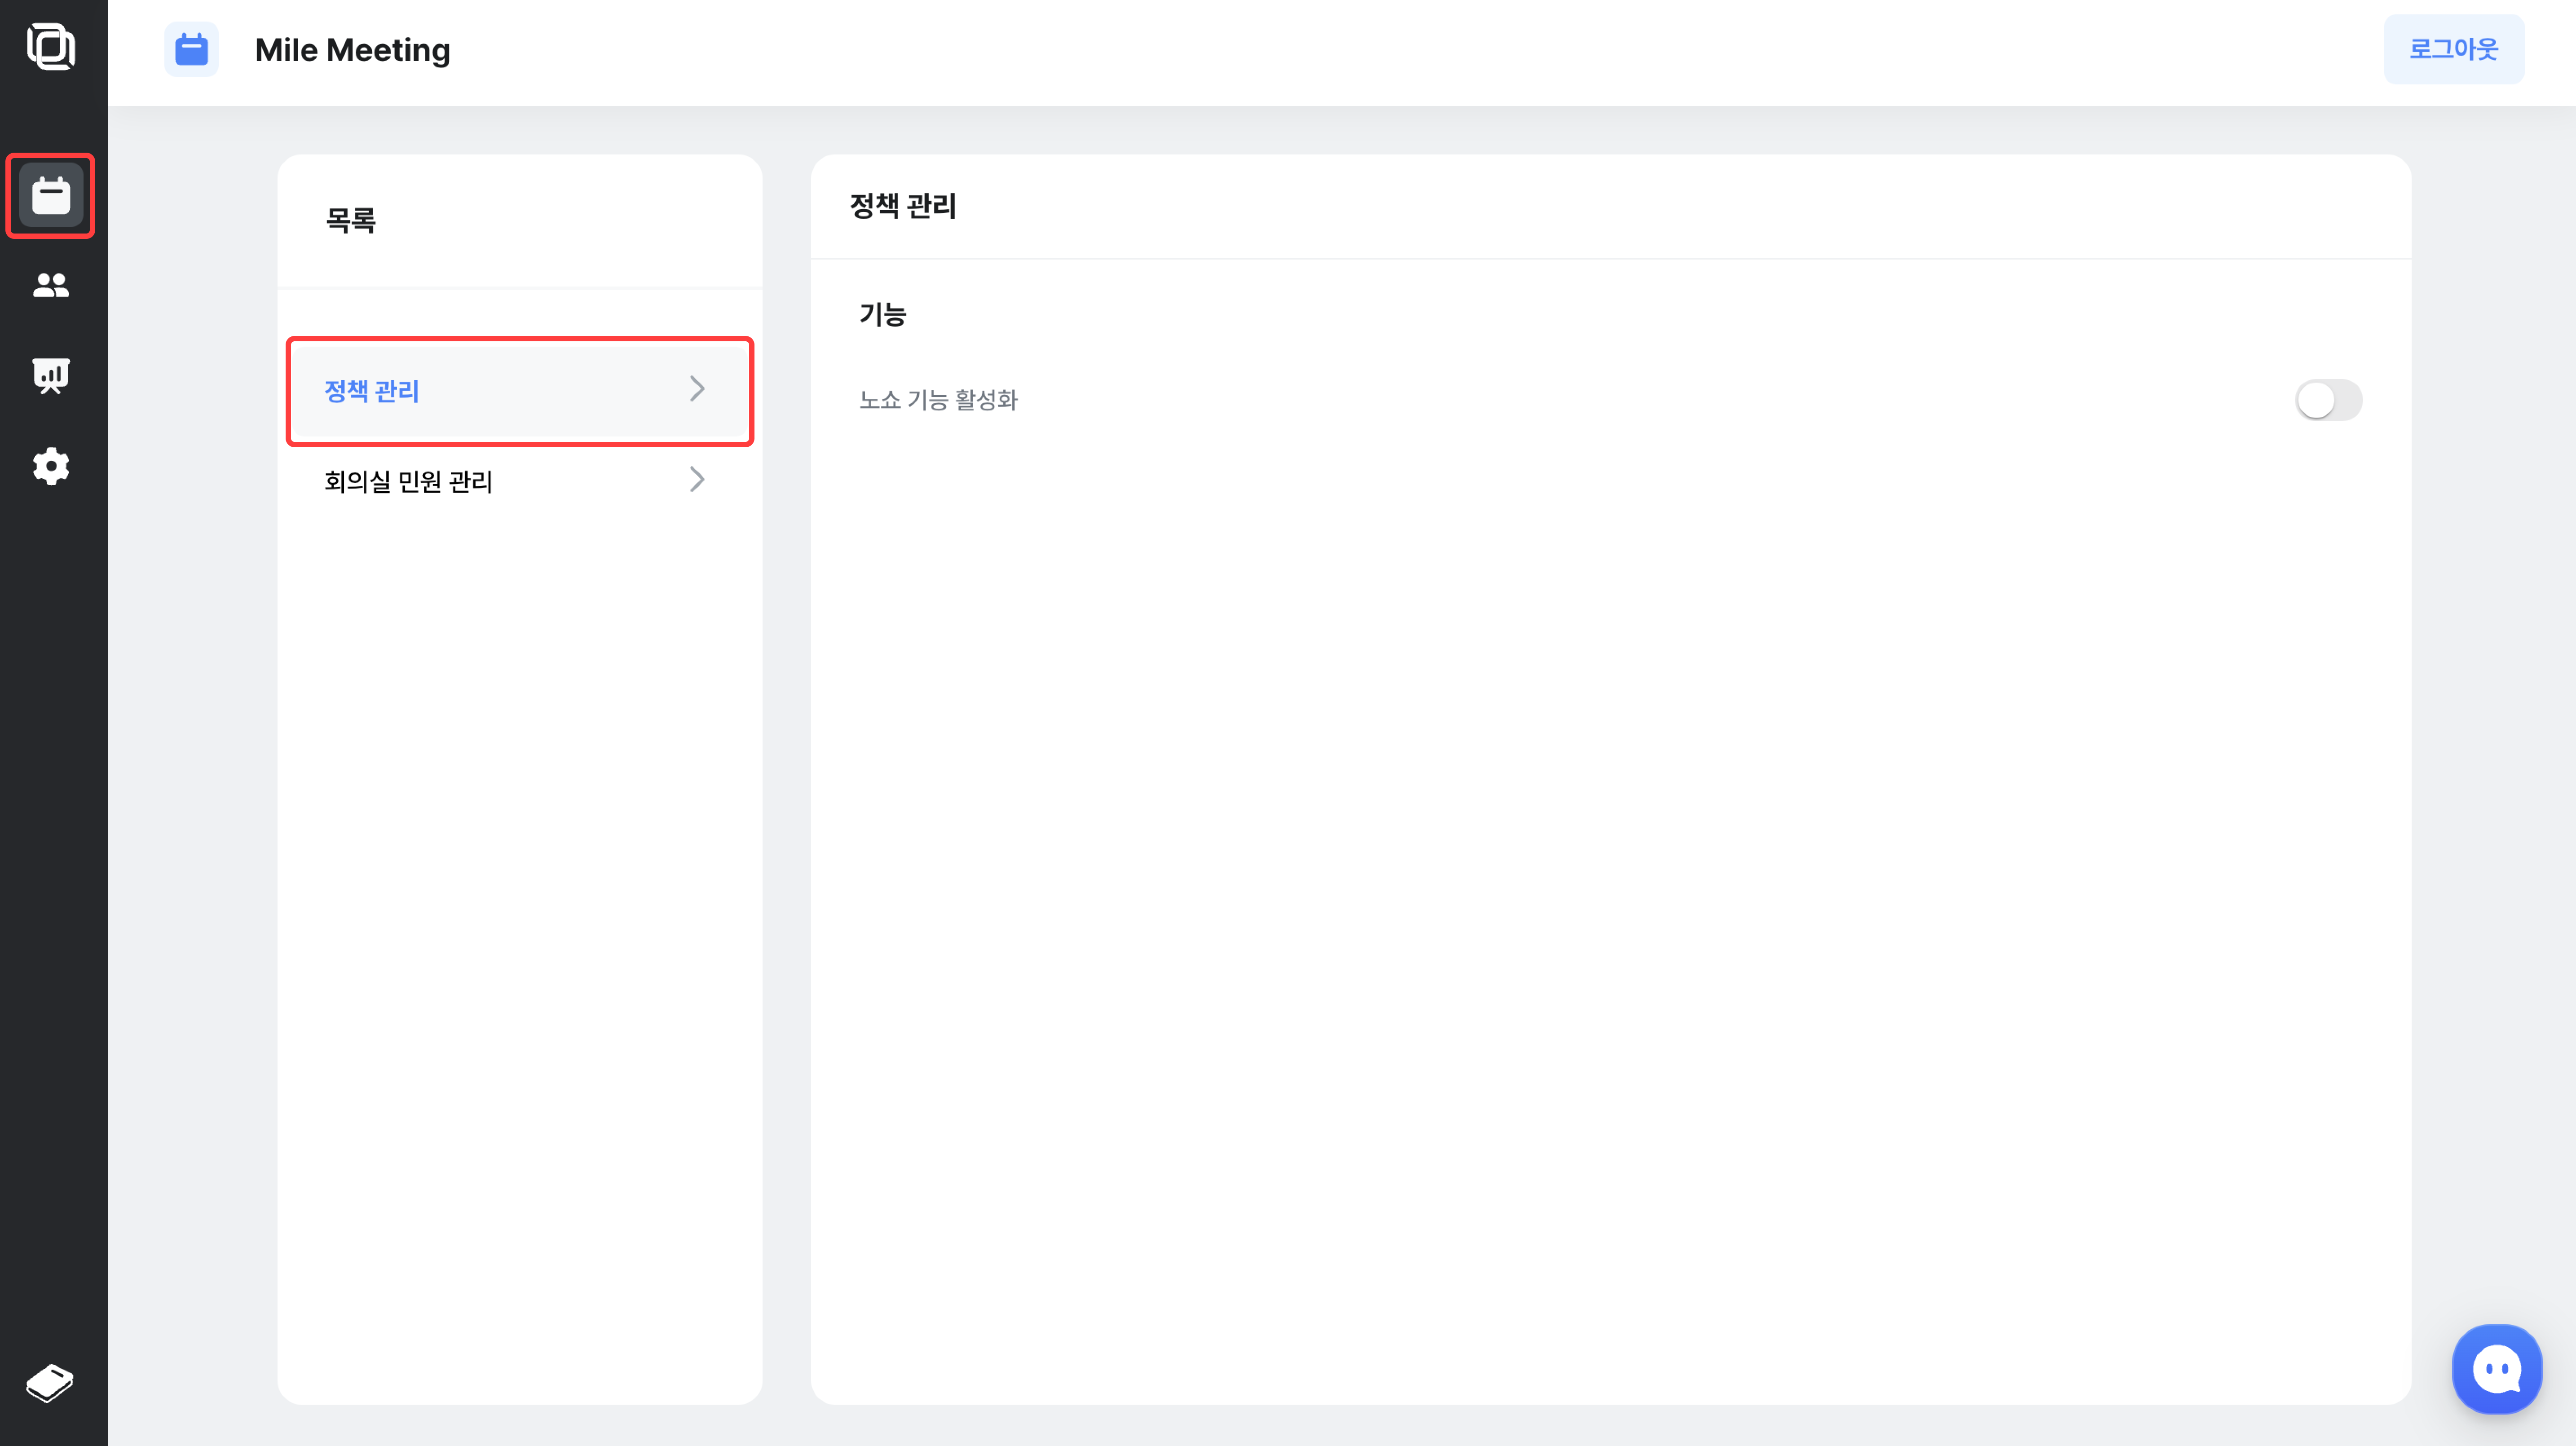 Mile Meeting
로그아웃
목록
정책 관리
회의실 민원 관리
정책 관리
기능
노쇼 기능 활성화